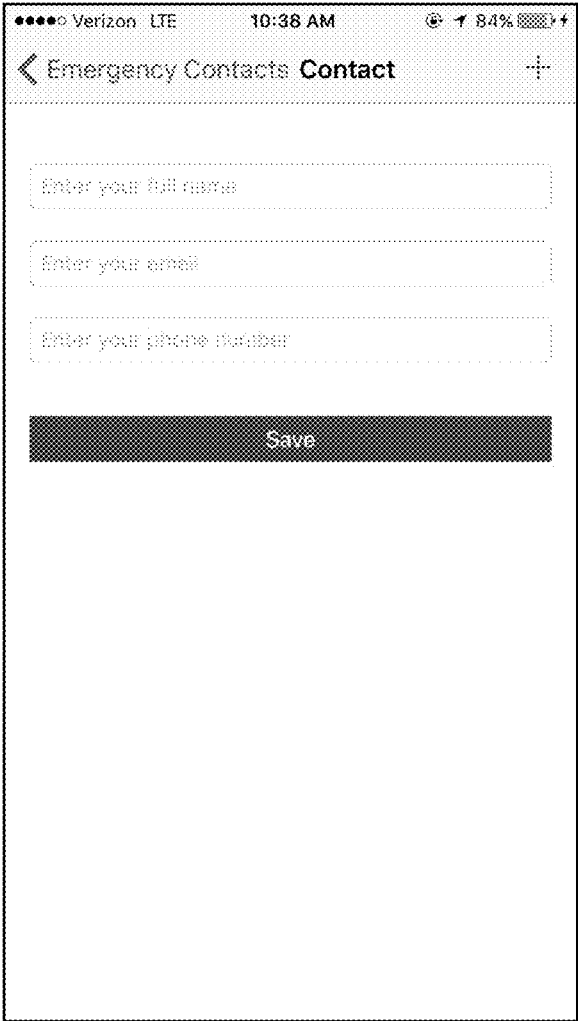 Verizon LTE 10:38 AM 84%
Emergency Contacts Contact +
Enter your full name
Enter your email
Enter your phone number
Save